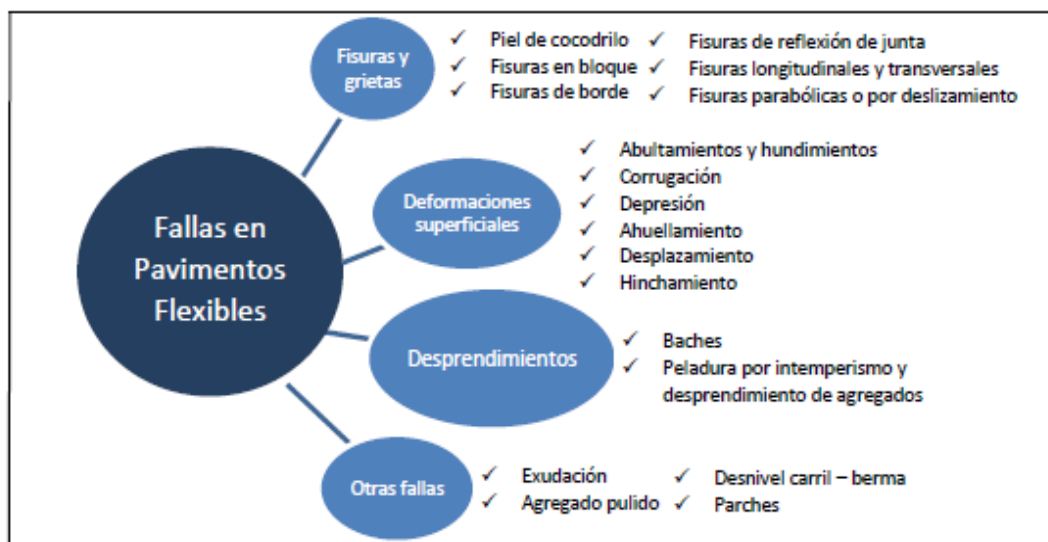 Fisuras y
grietas
✓ Piel de cocodrilo ✓ Fisuras de reflexión de junta
✓ Fisuras en bloque ✓ Fisuras longitudinales y transversales
✓ Fisuras de borde ✓ Fisuras parabólicas o por deslizamiento
Fallas en
Pavimentos
Flexibles
Deformaciones
superficiales
✓ Abultamientos y hundimientos
✓ Corrugación
✓ Depresión
✓ Ahuellamiento
✓ Desplazamiento
✓ Hinchamiento
Desprendimientos
✓ Baches
✓ Peladura por intemperismo y
desprendimiento de agregados
Otras fallas
✓ Exudación ✓ Desnivel carril – berma
✓ Agregado pulido ✓ Parches